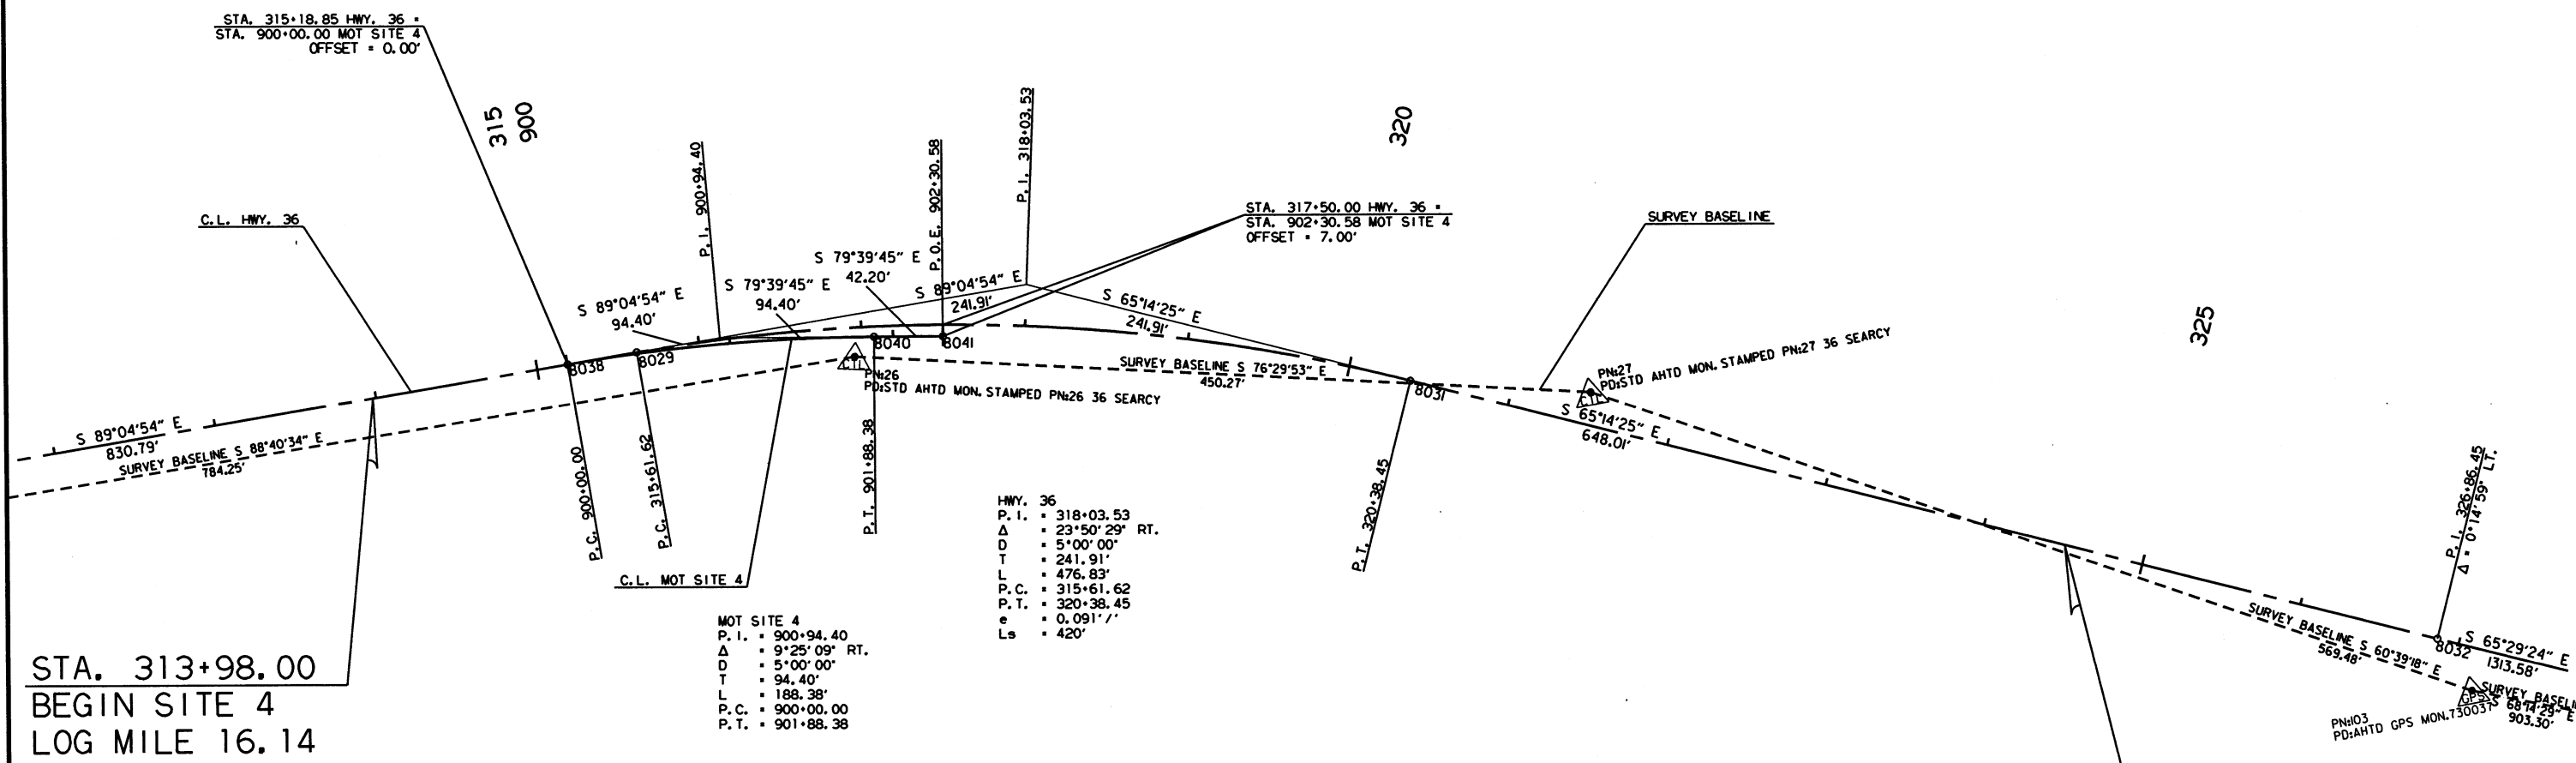 STA. 315+18.85 HWY. 36 =
STA. 900+00.00 MOT SITE 4
OFFSET = 0.00'
315
900
320
325
C.L. HWY. 36
P.I. 900+94.40
P.O.E. 902+30.58
P.I. 318+03.53
STA. 317+50.00 HWY. 36 =
STA. 902+30.58 MOT SITE 4
OFFSET = 7.00'
SURVEY BASELINE
S 89°04'54" E
94.40'
S 79°39'45" E
94.40'
S 79°39'45" E
42.20'
S 89°04'54" E
241.91'
S 65°14'25" E
241.91'
8038
8029
8040
8041
8031
CTL
PN:26
PD:STD AHTD MON. STAMPED PN:26 36 SEARCY
SURVEY BASELINE S 76°29'53" E
450.27'
CTL
PN:27
PD:STD AHTD MON. STAMPED PN:27 36 SEARCY
S 65°14'25" E
648.01'
S 89°04'54" E
830.79'
SURVEY BASELINE S 88°40'34" E
784.25'
P.C. 900+00.00
P.C. 315+61.62
P.T. 901+88.38
P.T. 320+38.45
P.I. 326+86.45
Δ = 0°14'59" LT.
C.L. MOT SITE 4
HWY. 36
P.I. = 318+03.53
Δ = 23°50'29" RT.
D = 5°00'00"
T = 241.91'
L = 476.83'
P.C. = 315+61.62
P.T. = 320+38.45
e = 0.091'/'
Ls = 420'
MOT SITE 4
P.I. = 900+94.40
Δ = 9°25'09" RT.
D = 5°00'00"
T = 94.40'
L = 188.38'
P.C. = 900+00.00
P.T. = 901+88.38
STA. 313+98.00
BEGIN SITE 4
LOG MILE 16.14
SURVEY BASELINE S 60°39'18" E
569.48'
8032
S 65°29'24" E
1313.58'
GPS
SURVEY BASELI
S 68°14'29" E
903.30'
PN:103
PD:AHTD GPS MON.730037